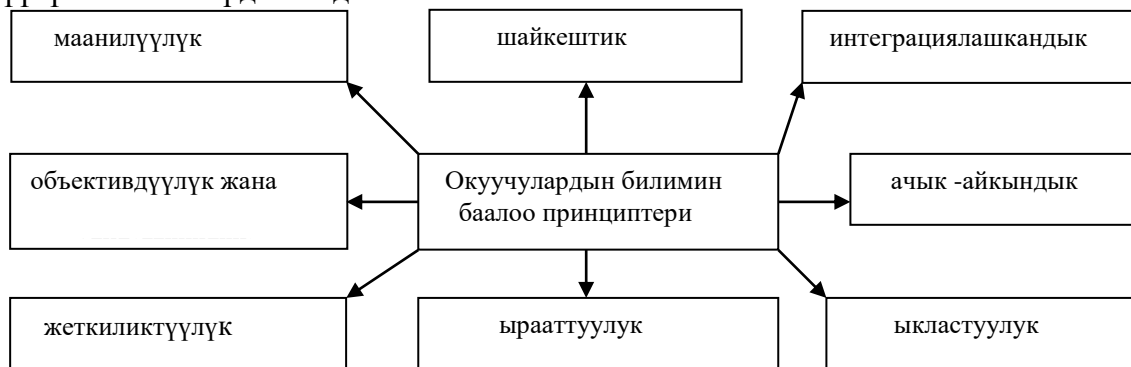 маанилүүлүк
шайкештик
интеграциялашкандык
объективдүүлүк жана
Окуучулардын билимин
баалоо принциптери
ачык -айкындык
жеткиликтүүлүк
ырааттуулук
ыкластуулук